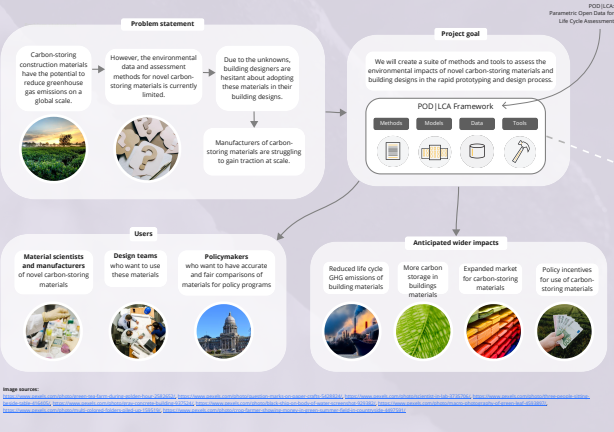 POD|LCA:
Parametric Open Data for
Life Cycle Assessment
Problem statement
Carbon-storing
construction materials
have the potential to
reduce greenhouse
gas emissions on a
global scale.
However, the environmental
data and assessment
methods for novel carbon-
storing materials is currently
limited.
Due to the unknowns,
building designers are
hesitant about adopting
these materials in their
building designs.
Manufacturers of carbon-
storing materials are struggling
to gain traction at scale.
Project goal
We will create a suite of methods and tools to assess the
environmental impacts of novel carbon-storing materials and
building designs in the rapid prototyping and design process.
POD|LCA Framework
Methods
Models
Data
Tools
Users
Material scientists
and manufacturers
of novel carbon-storing
materials
Design teams
who want to use
these materials
Policymakers
who want to have accurate
and fair comparisons of
materials for policy programs
Anticipated wider impacts
Reduced life cycle
GHG emissions of
building materials
More carbon
storage in
buildings
materials
Expanded market
for carbon-storing
materials
Policy incentives
for use of carbon-
storing materials
Image sources: